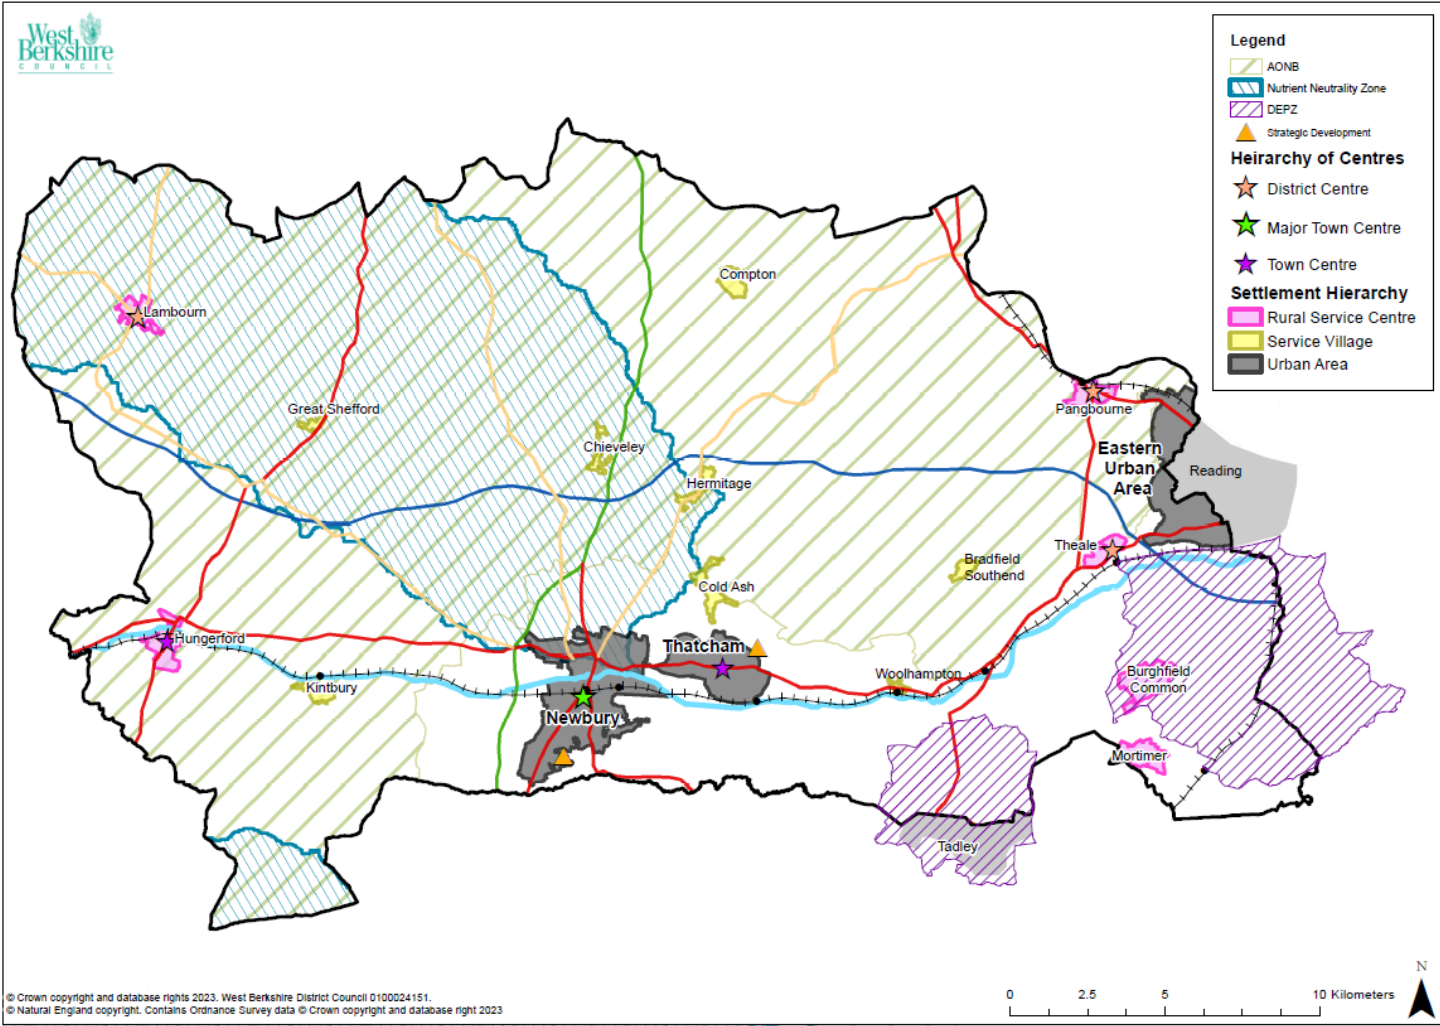 West
Berkshire
COUNCIL
Legend
AONB
Nutrient Neutrality Zone
DEPZ
Strategic Development
Heirarchy of Centres
District Centre
Major Town Centre
Town Centre
Settlement Hierarchy
Rural Service Centre
Service Village
Urban Area
Compton
Lambourn
Great Shefford
Pangbourne
Chieveley
Eastern
Urban
Area
Reading
Hermitage
Theale
Bradfield
Southend
Cold Ash
Hungerford
Thatcham
Woolhampton
Burghfield
Common
Kintbury
Newbury
Mortimer
Tadley
N
0 2.5 5 10 Kilometers
© Crown copyright and database rights 2023. West Berkshire District Council 0100024151.
© Natural England copyright. Contains Ordnance Survey data © Crown copyright and database right 2023